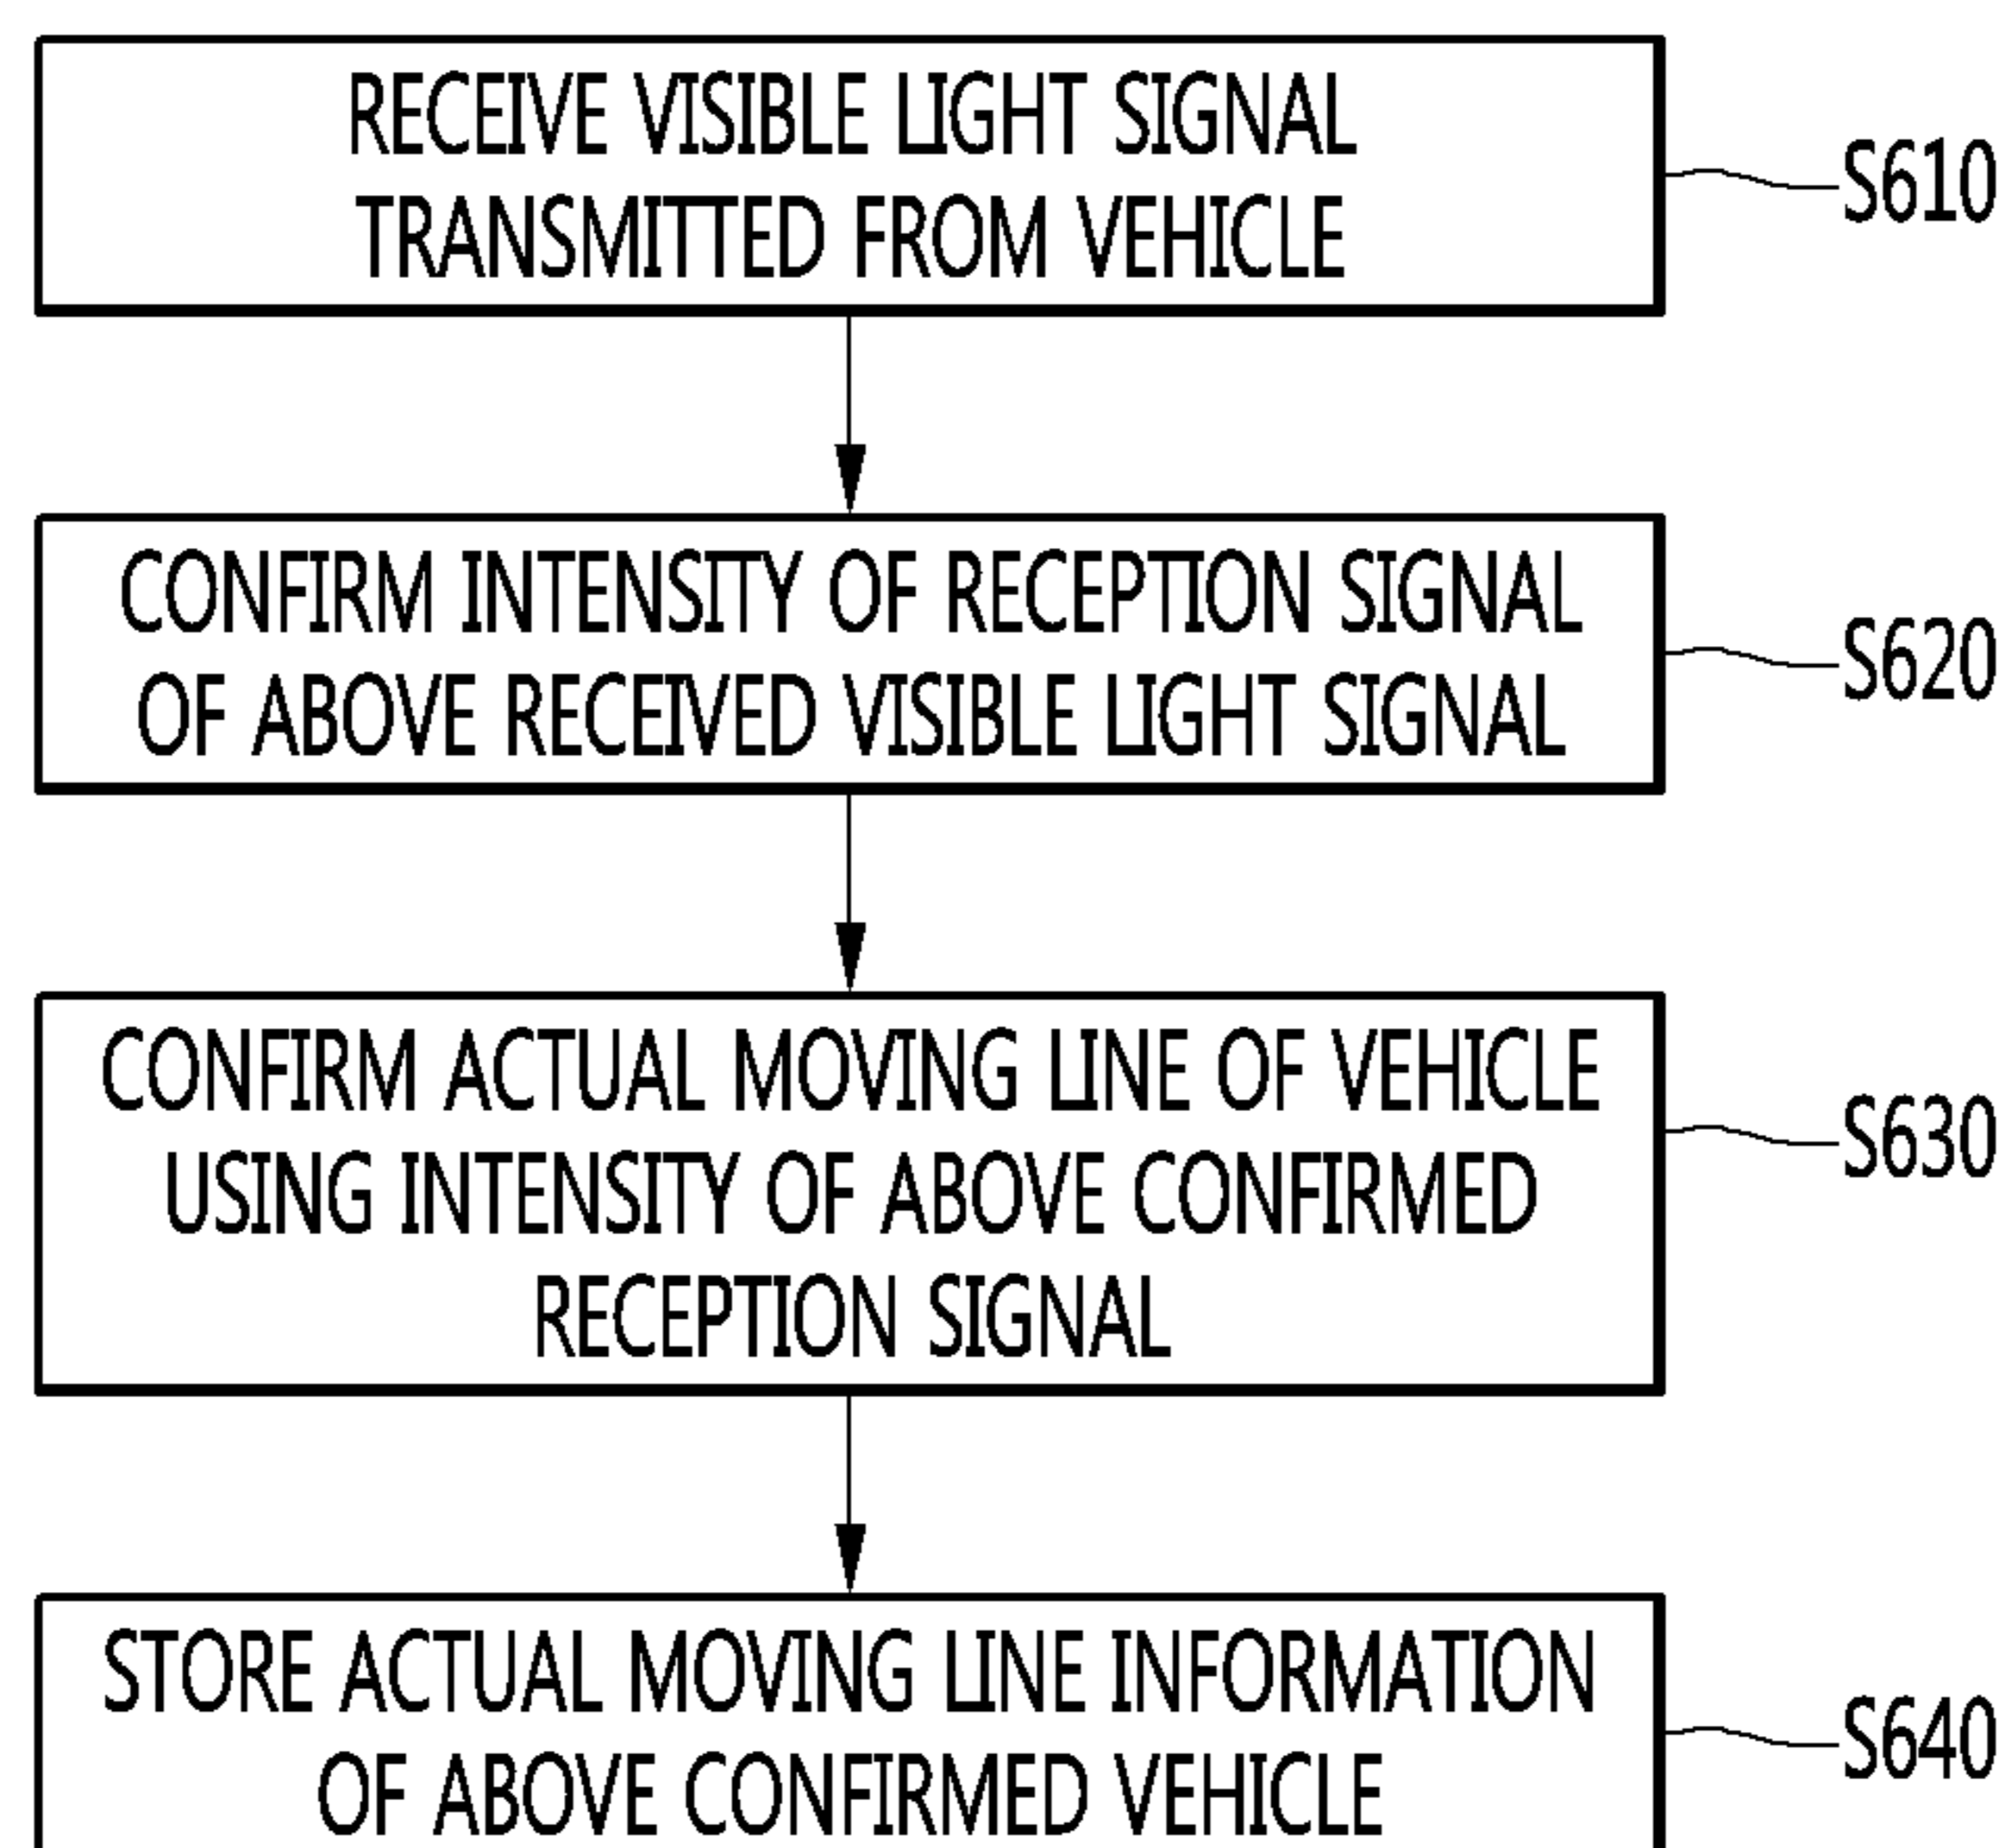 RECEIVE VISIBLE LIGHT SIGNAL
TRANSMITTED FROM VEHICLE
S610
CONFIRM INTENSITY OF RECEPTION SIGNAL
OF ABOVE RECEIVED VISIBLE LIGHT SIGNAL
S620
CONFIRM ACTUAL MOVING LINE OF VEHICLE
USING INTENSITY OF ABOVE CONFIRMED
RECEPTION SIGNAL
S630
STORE ACTUAL MOVING LINE INFORMATION
OF ABOVE CONFIRMED VEHICLE
S640